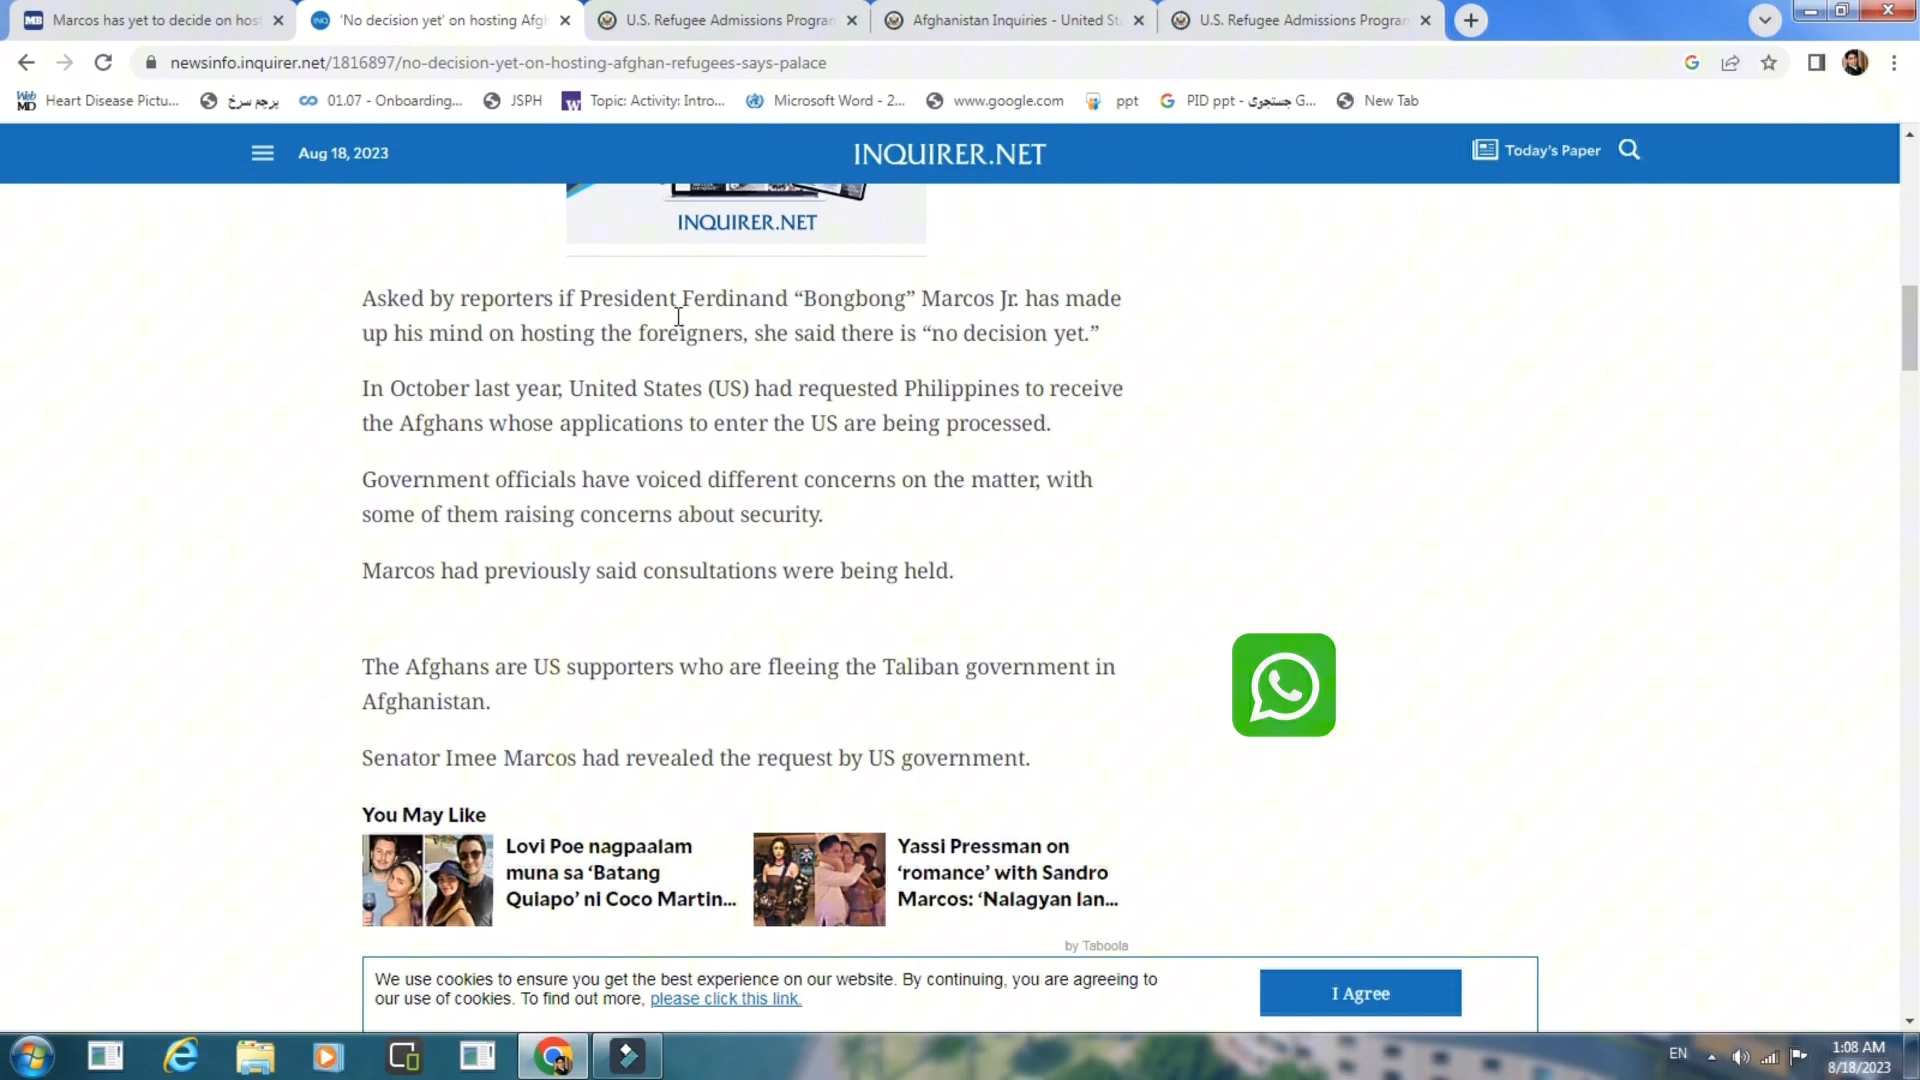 Marcos has yet to decide on host
'No decision yet' on hosting Afgh
U.S. Refugee Admissions Program
Afghanistan Inquiries - United Sta
U.S. Refugee Admissions Program
newsinfo.inquirer.net/1816897/no-decision-yet-on-hosting-afghan-refugees-says-palace
Heart Disease Pictu...
پرچم سرخ
01.07 - Onboarding...
JSPH
Topic: Activity: Intro...
Microsoft Word - 2...
www.google.com
ppt
PID ppt - جستجوی G...
New Tab
Aug 18, 2023
INQUIRER.NET
Today's Paper
INQUIRER.NET
Asked by reporters if President Ferdinand “Bongbong” Marcos Jr. has made
up his mind on hosting the foreigners, she said there is “no decision yet.”
In October last year, United States (US) had requested Philippines to receive
the Afghans whose applications to enter the US are being processed.
Government officials have voiced different concerns on the matter, with
some of them raising concerns about security.
Marcos had previously said consultations were being held.
The Afghans are US supporters who are fleeing the Taliban government in
Afghanistan.
Senator Imee Marcos had revealed the request by US government.
You May Like
Lovi Poe nagpaalam
muna sa ‘Batang
Quiapo’ ni Coco Martin...
Yassi Pressman on
‘romance’ with Sandro
Marcos: ‘Nalagyan lan...
by Taboola
We use cookies to ensure you get the best experience on our website. By continuing, you are agreeing to
our use of cookies. To find out more, please click this link.
I Agree
EN
1:08 AM
8/18/2023